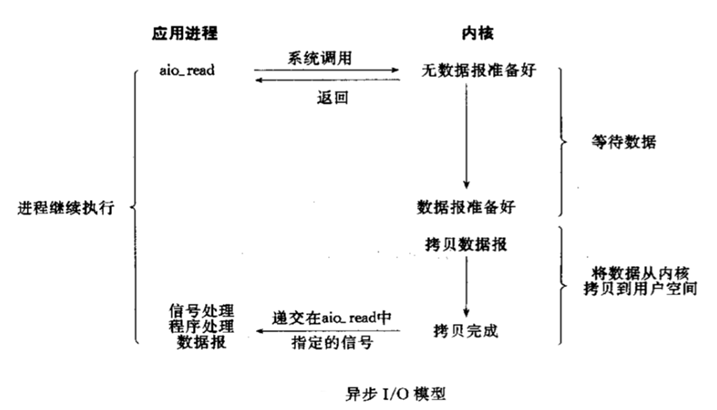 应用进程
内核
aio_read
系统调用
无数据报准备好
返回
等待数据
进程继续执行
数据报准备好
拷贝数据报
将数据从内核
拷贝到用户空间
信号处理
程序处理
数据报
递交在aio_read中
指定的信号
拷贝完成
异步 I/O 模型